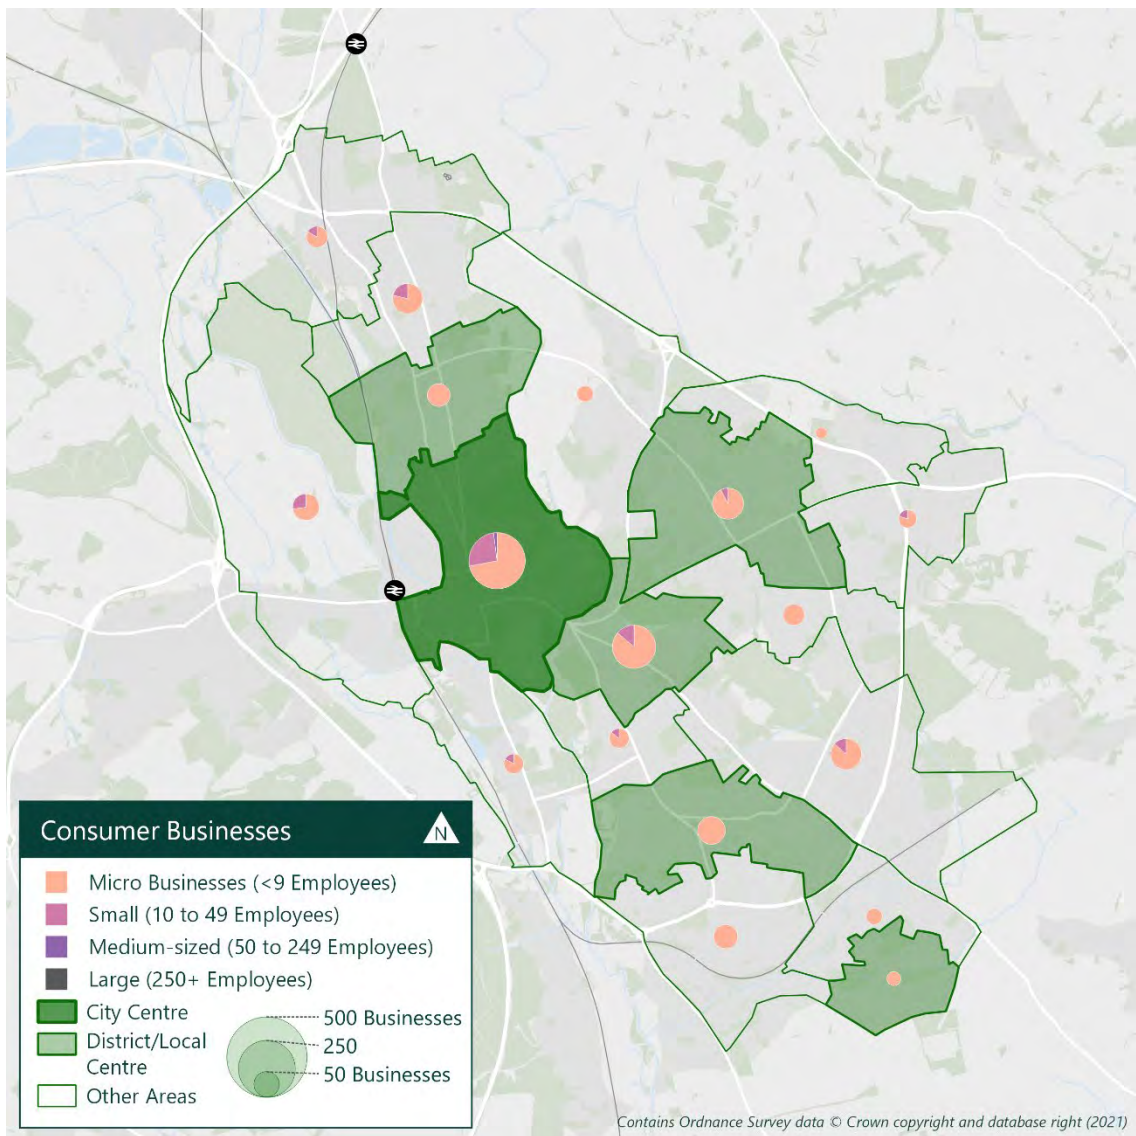 Consumer Businesses
N
Micro Businesses (<9 Employees)
Small (10 to 49 Employees)
Medium-sized (50 to 249 Employees)
Large (250+ Employees)
City Centre
District/Local
Centre
Other Areas
500 Businesses
250
50 Businesses
Contains Ordnance Survey data © Crown copyright and database right (2021)